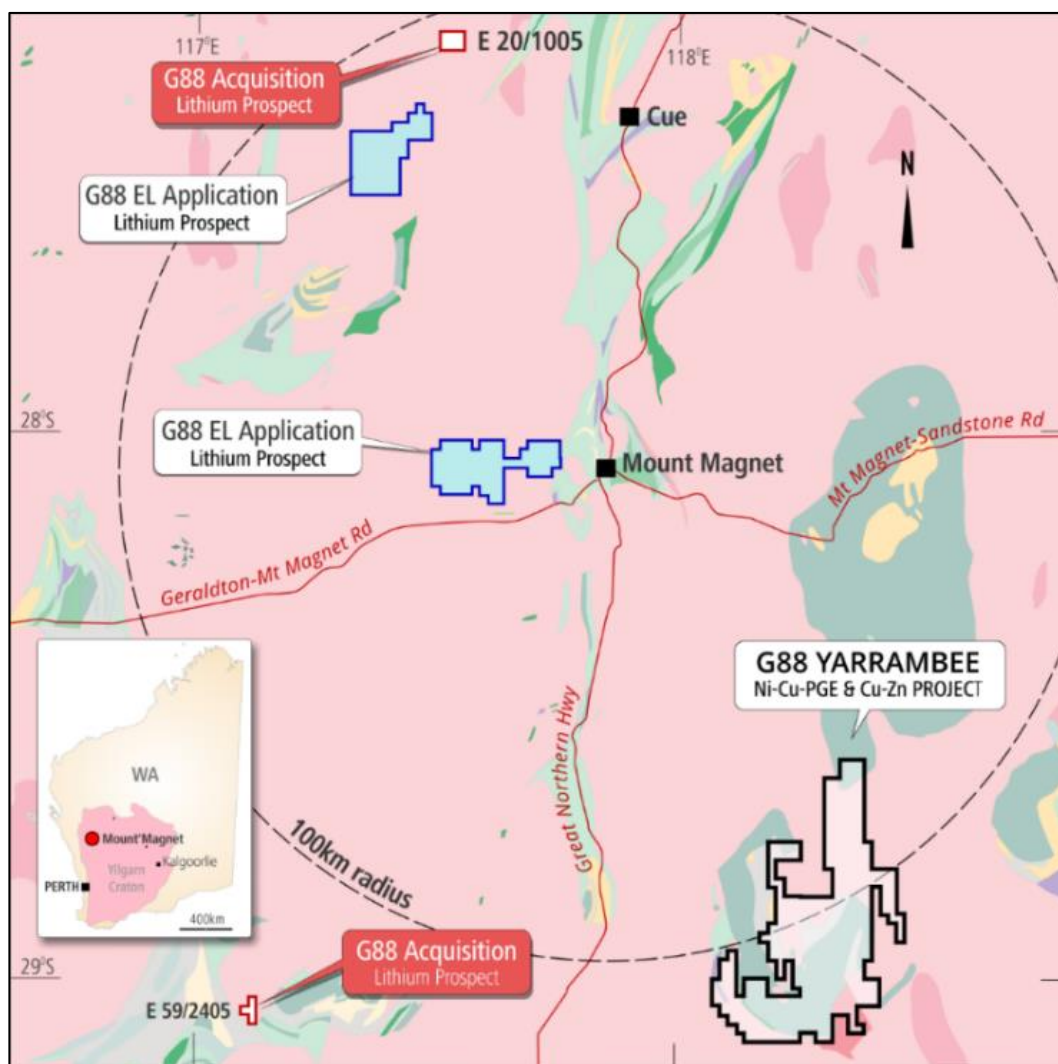 117°E
E 20/1005
118°E
G88 Acquisition
Lithium Prospect
Cue
G88 EL Application
Lithium Prospect
N
28°S
G88 EL Application
Lithium Prospect
Mount Magnet
Mt Magnet-Sandstone Rd
Geraldton-Mt Magnet Rd
G88 YARRAMBEE
Ni-Cu-PGE & Cu-Zn PROJECT
Great Northern Hwy
WA
Mount Magnet
Kalgoorlie
Yilgarn
Craton
PERTH
400km
100km radius
G88 Acquisition
Lithium Prospect
29°S
E 59/2405